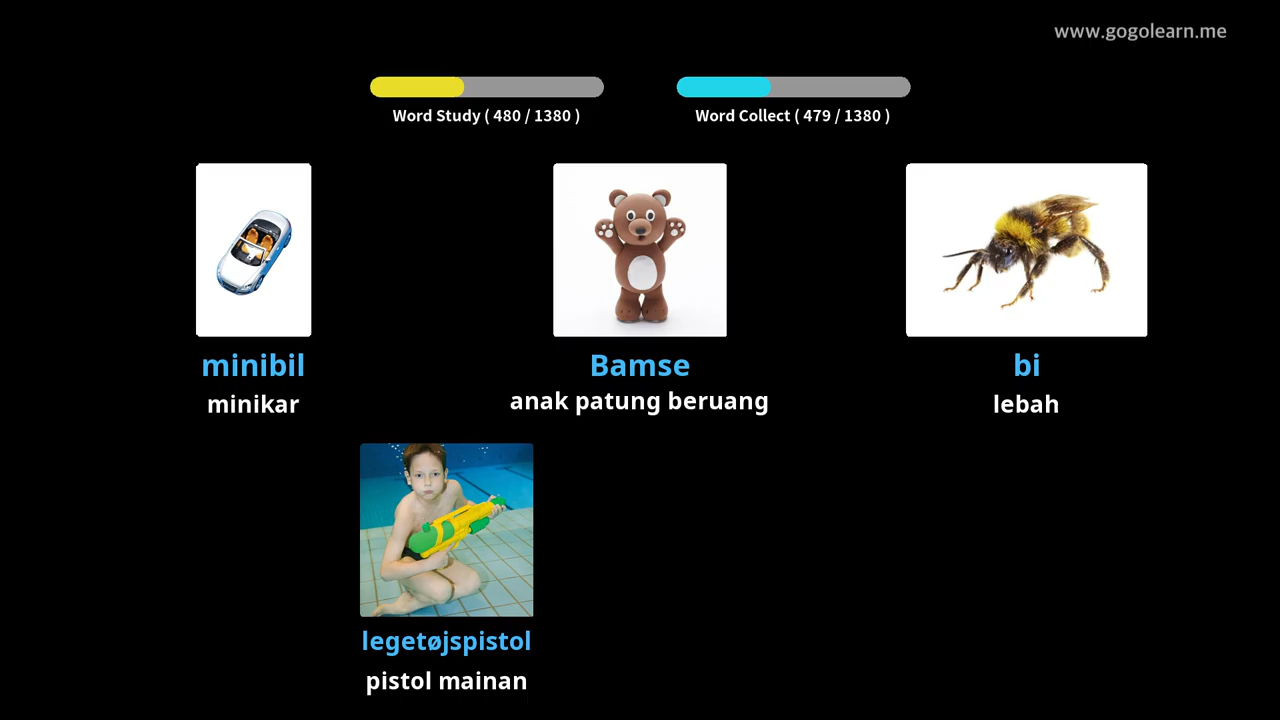 www.gogolearn.me
Word Study ( 480 / 1380 )
Word Collect ( 479 / 1380 )
minibil
minikar
Bamse
anak patung beruang
bi
lebah
legetøjspistol
pistol mainan